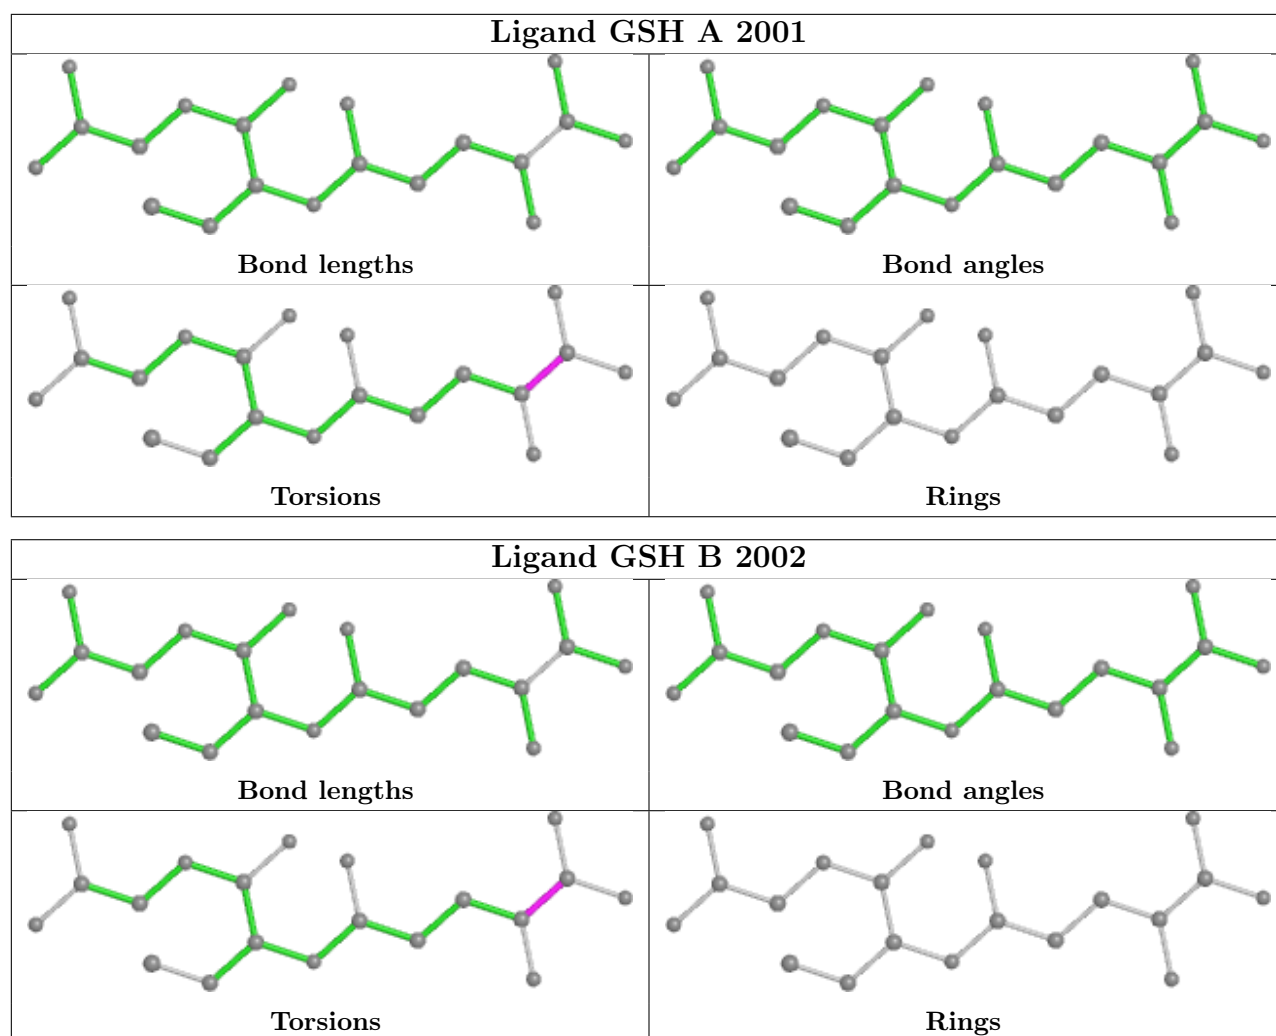 Ligand GSH A 2001
Bond lengths
Bond angles
Torsions
Rings
Ligand GSH B 2002
Bond lengths
Bond angles
Torsions
Rings